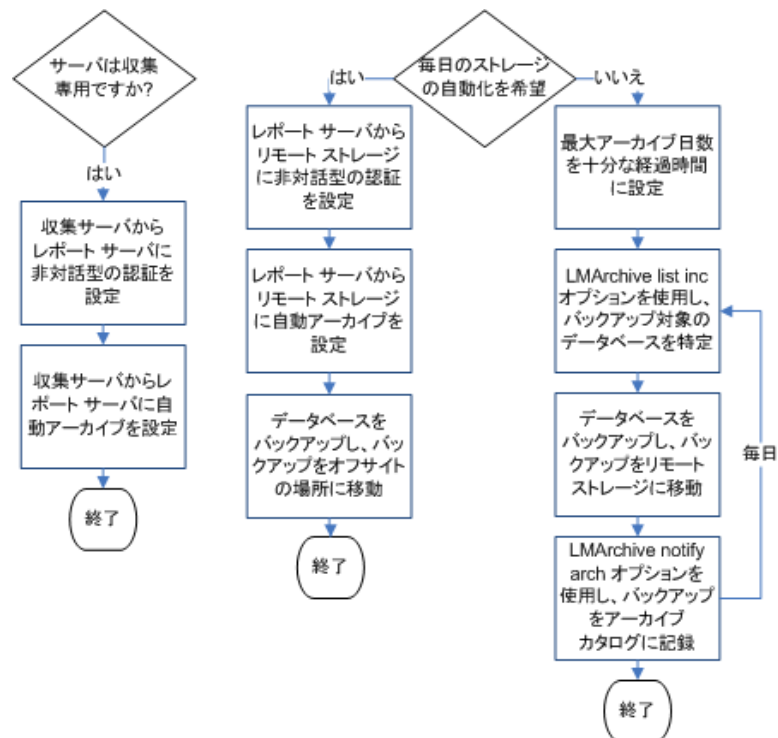 サーバは収集
専用ですか?
はい
収集サーバから
レポート サーバに
非対話型の認証を
設定
収集サーバからレ
ポート サーバに自
動アーカイブを設定
終了
毎日のストレージ
の自動化を希望
はい
いいえ
レポート サーバから
リモート ストレージ
に非対話型の認証
を設定
レポート サーバから
リモート ストレージ
に自動アーカイブを
設定
データベースを
バックアップし、バッ
クアップをオフサイト
の場所に移動
終了
最大アーカイブ日数
を十分な経過時間
に設定
LMArchive list inc
オプションを使用し、
バックアップ対象の
データベースを特定
データベースを
バックアップし、バッ
クアップをリモート
ストレージに移動
毎日
LMArchive notify
arch オプションを
使用し、バックアップ
をアーカイブ
カタログに記録
終了